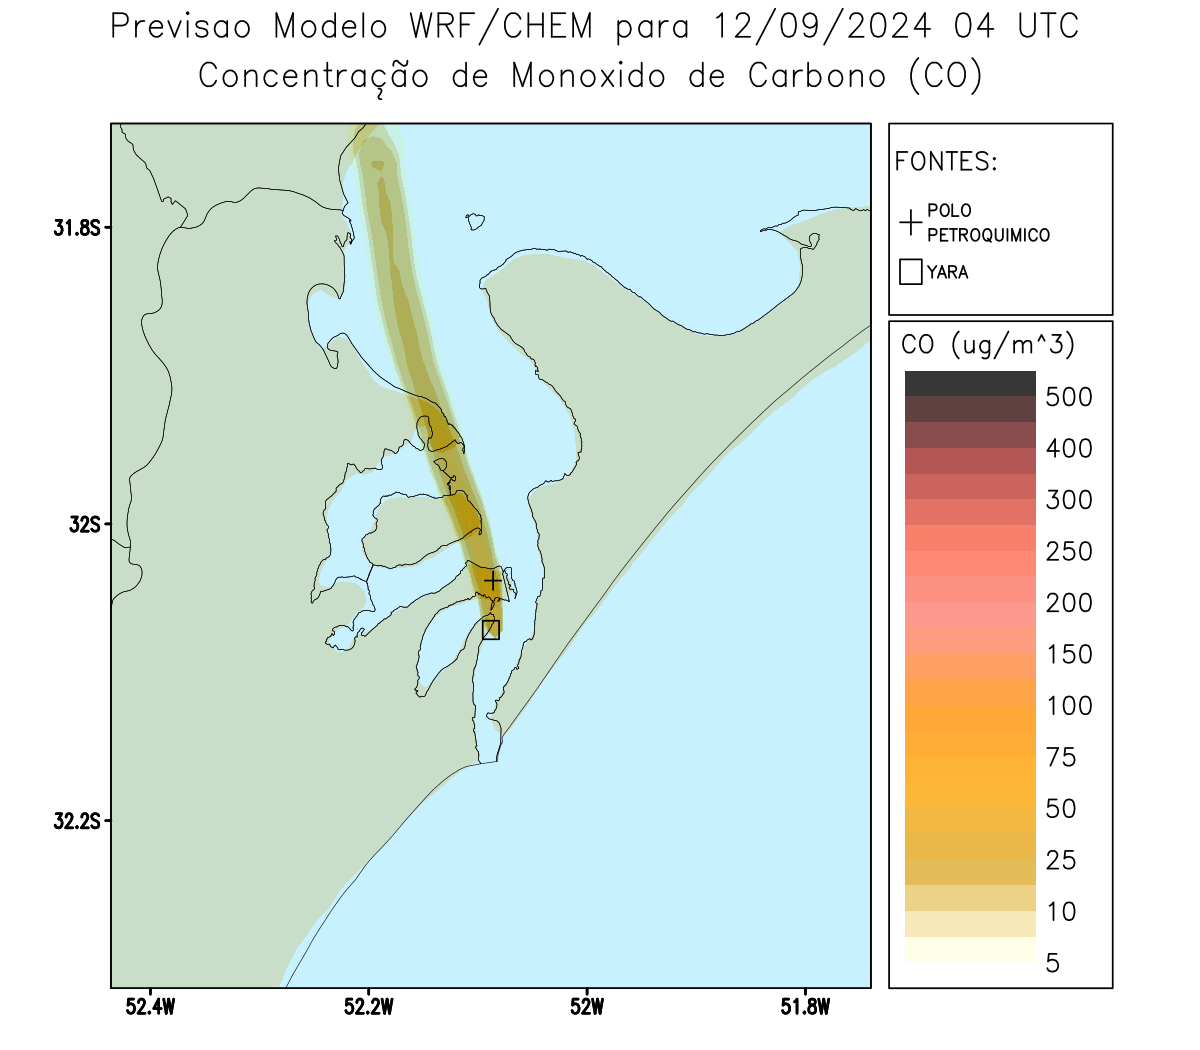 Previsao Modelo WRF/CHEM para 12/09/2024 04 UTC
Concentração de Monoxido de Carbono (CO)
FONTES:
POLO
PETROQUIMICO
YARA
31.8S
32S
32.2S
52.4W
52.2W
52W
51.8W
CO (ug/m^3)
500
400
300
250
200
150
100
75
50
25
10
5